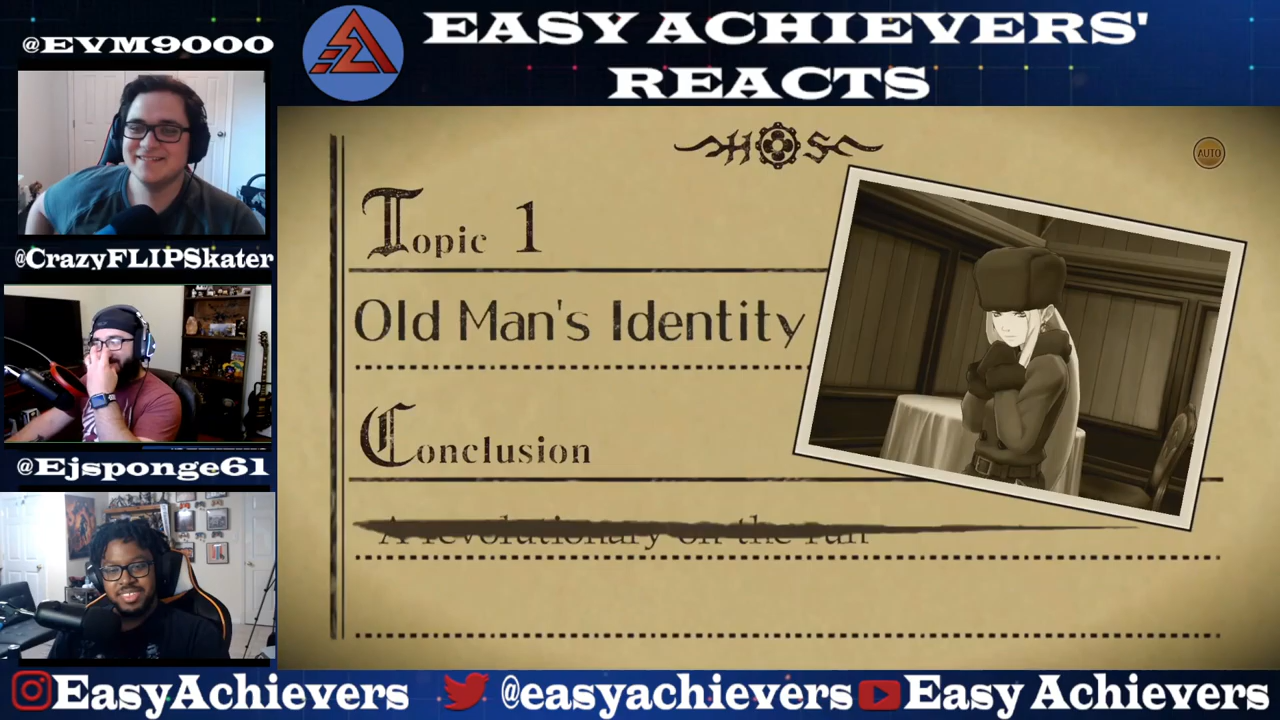 @EVM9000
EASY ACHIEVERS'
REACTS
H S
AUTO
Topic 1
@CrazyFLIPSkater
Old Man's Identity
Conclusion
@Ejsponge61
A revolutionary on the run
EasyAchievers
@easyachievers
Easy Achievers